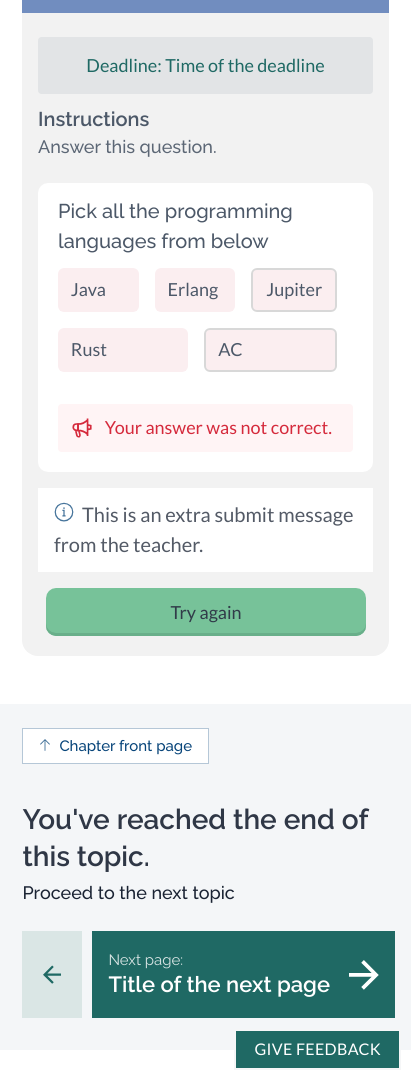 Deadline: Time of the deadline
Instructions
Answer this question.
Pick all the programming
languages from below
Java Erlang Jupiter
Rust AC
Your answer was not correct.
This is an extra submit message
from the teacher.
Try again
Chapter front page
You've reached the end of
this topic.
Proceed to the next topic
Next page:
Title of the next page
GIVE FEEDBACK